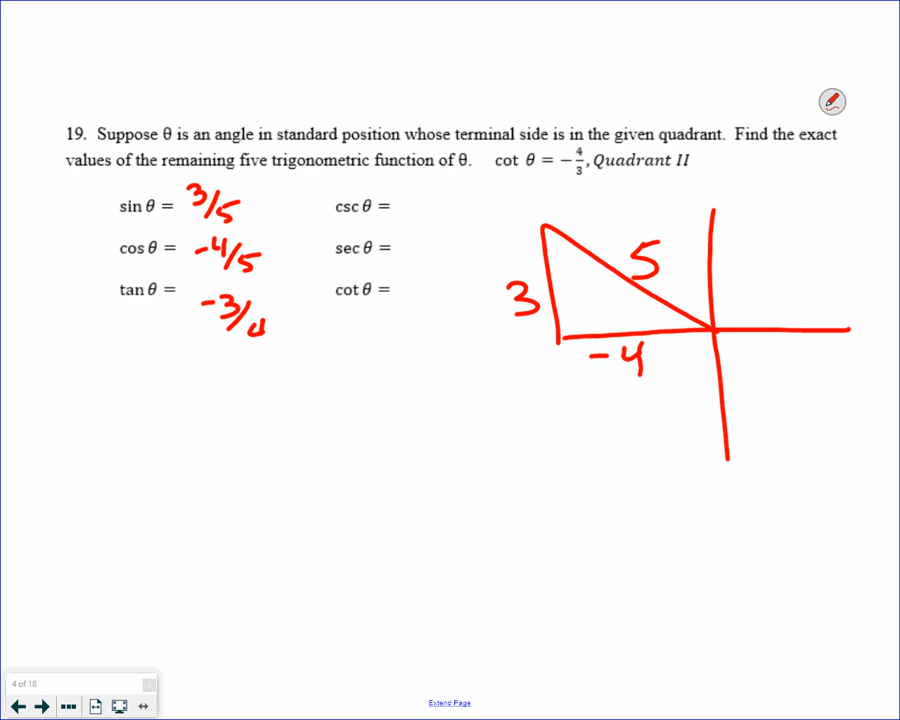 19. Suppose θ is an angle in standard position whose terminal side is in the given quadrant. Find the exact
values of the remaining five trigonometric function of θ. cot θ = −4/3, Quadrant II
sin θ = 3/5 csc θ =
cos θ = -4/5 sec θ =
tan θ = -3/4 cot θ =
5
3
-4
4 of 18
Extend Page